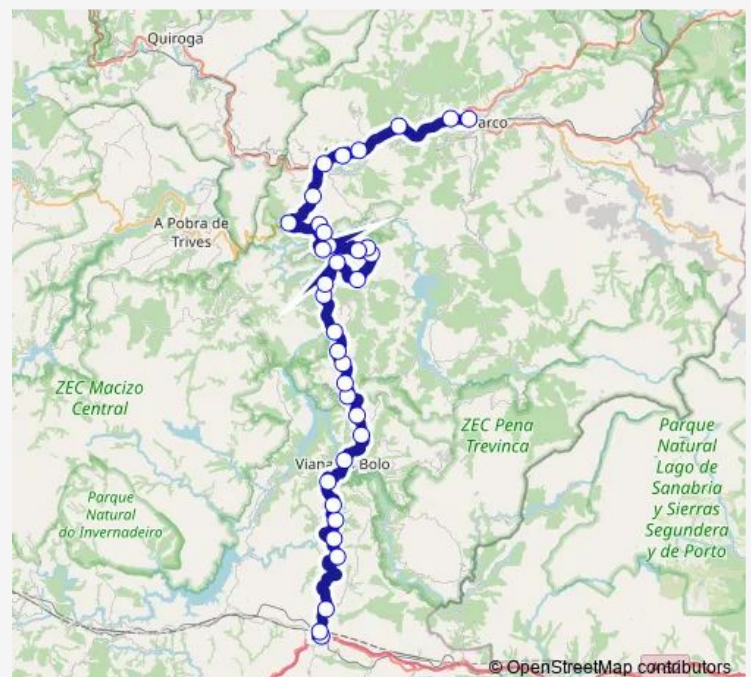 Quiroga
arco
A Pobra de
Trives
ZEC Macizo
Central
ZEC Pena
Trevinca
Parque
Natural
Lago de
Sanabria
y Sierras
Segundera
y de Porto
Viana
Bolo
Parque
Natural
do Invernadeiro
© OpenStreetMap contributors